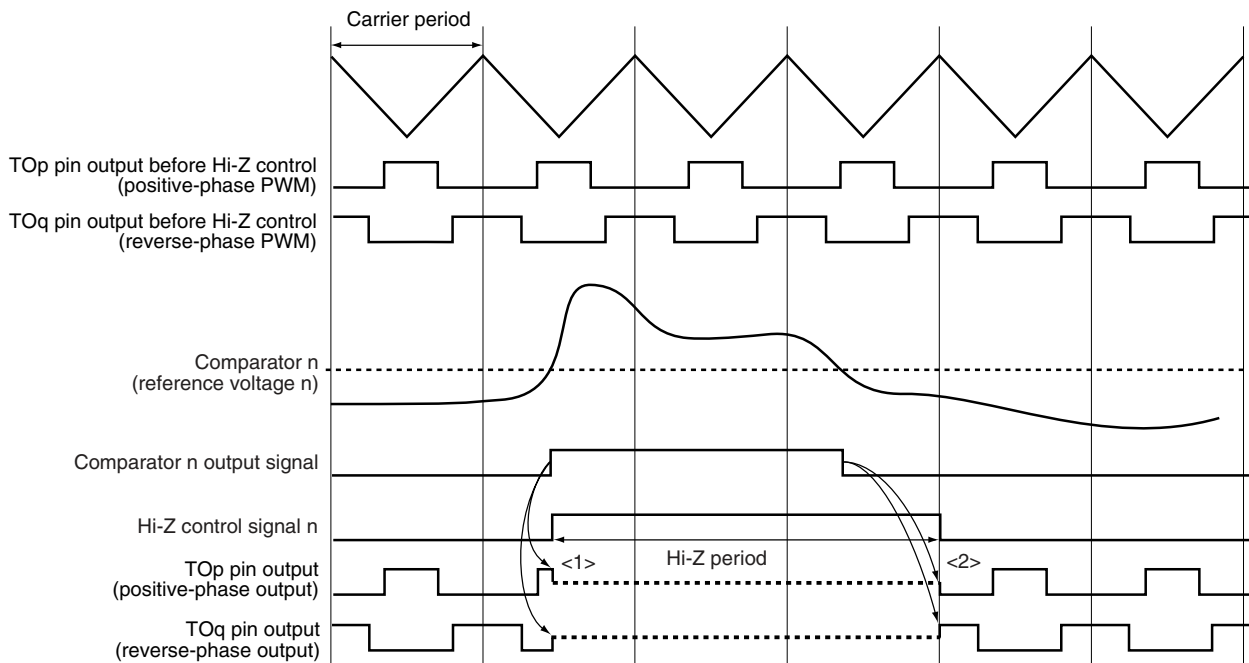 Carrier period
TOp pin output before Hi-Z control
(positive-phase PWM)
TOq pin output before Hi-Z control
(reverse-phase PWM)
Comparator n
(reference voltage n)
Comparator n output signal
Hi-Z control signal n
<1>
Hi-Z period
<2>
TOp pin output
(positive-phase output)
TOq pin output
(reverse-phase output)